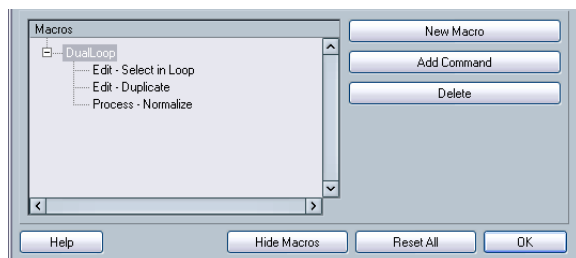 Macros
DualLoop
Edit - Select in Loop
Edit - Duplicate
Process - Normalize
New Macro
Add Command
Delete
Help
Hide Macros
Reset All
OK